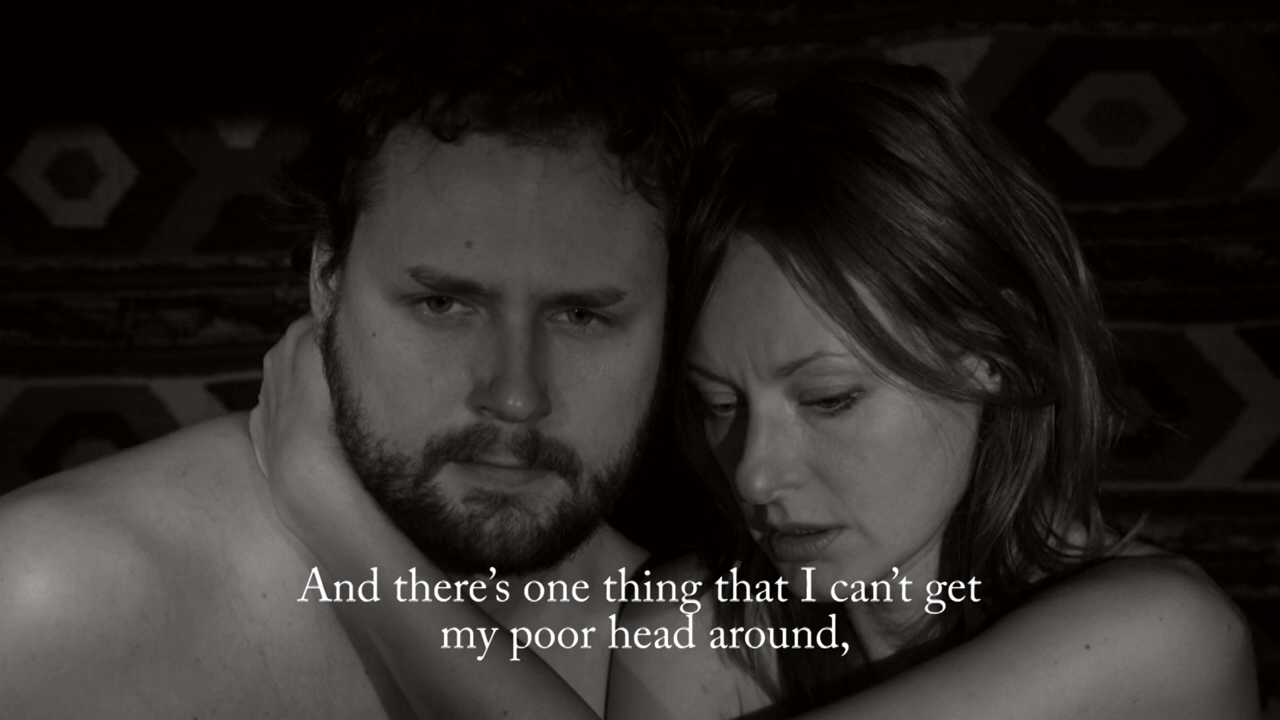 And there’s one thing that I can’t get
my poor head around,